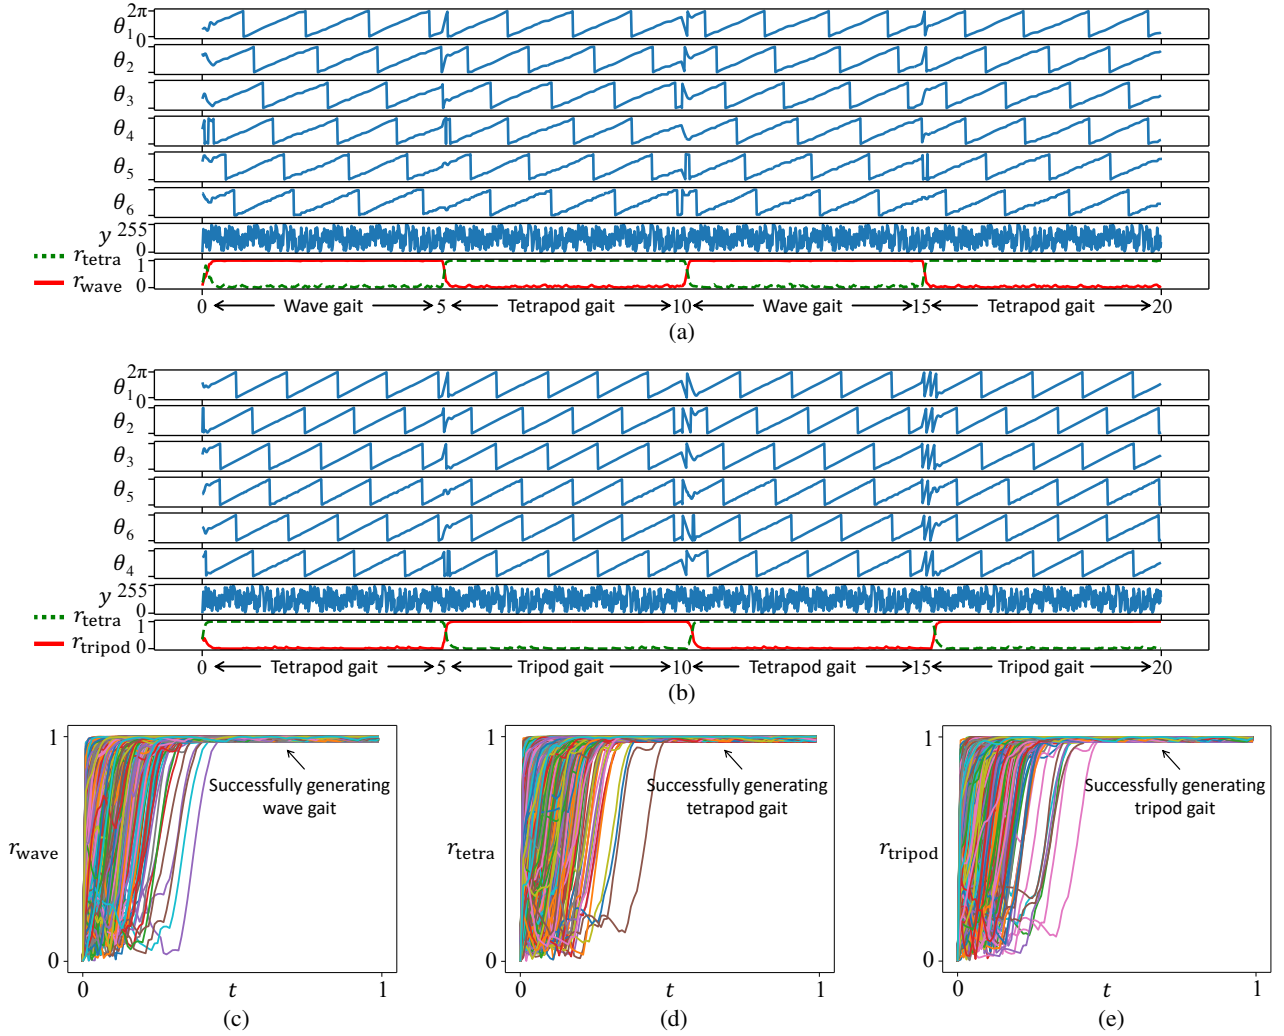 2π
θ1
0
θ2
θ3
θ4
θ5
θ6
255
y
0
r_tetra
1
r_wave
0
0 Wave gait 5 Tetrapod gait 10 Wave gait 15 Tetrapod gait 20
(a)
2π
θ1
0
θ2
θ3
θ5
θ6
θ4
255
y
0
r_tetra
1
r_tripod
0
0 Tetrapod gait 5 Tripod gait 10 Tetrapod gait 15 Tripod gait 20
(b)
1
Successfully generating
wave gait
r_wave
0
0 t 1
(c)
1
Successfully generating
tetrapod gait
r_tetra
0
0 t 1
(d)
1
Successfully generating
tripod gait
r_tripod
0
0 t 1
(e)